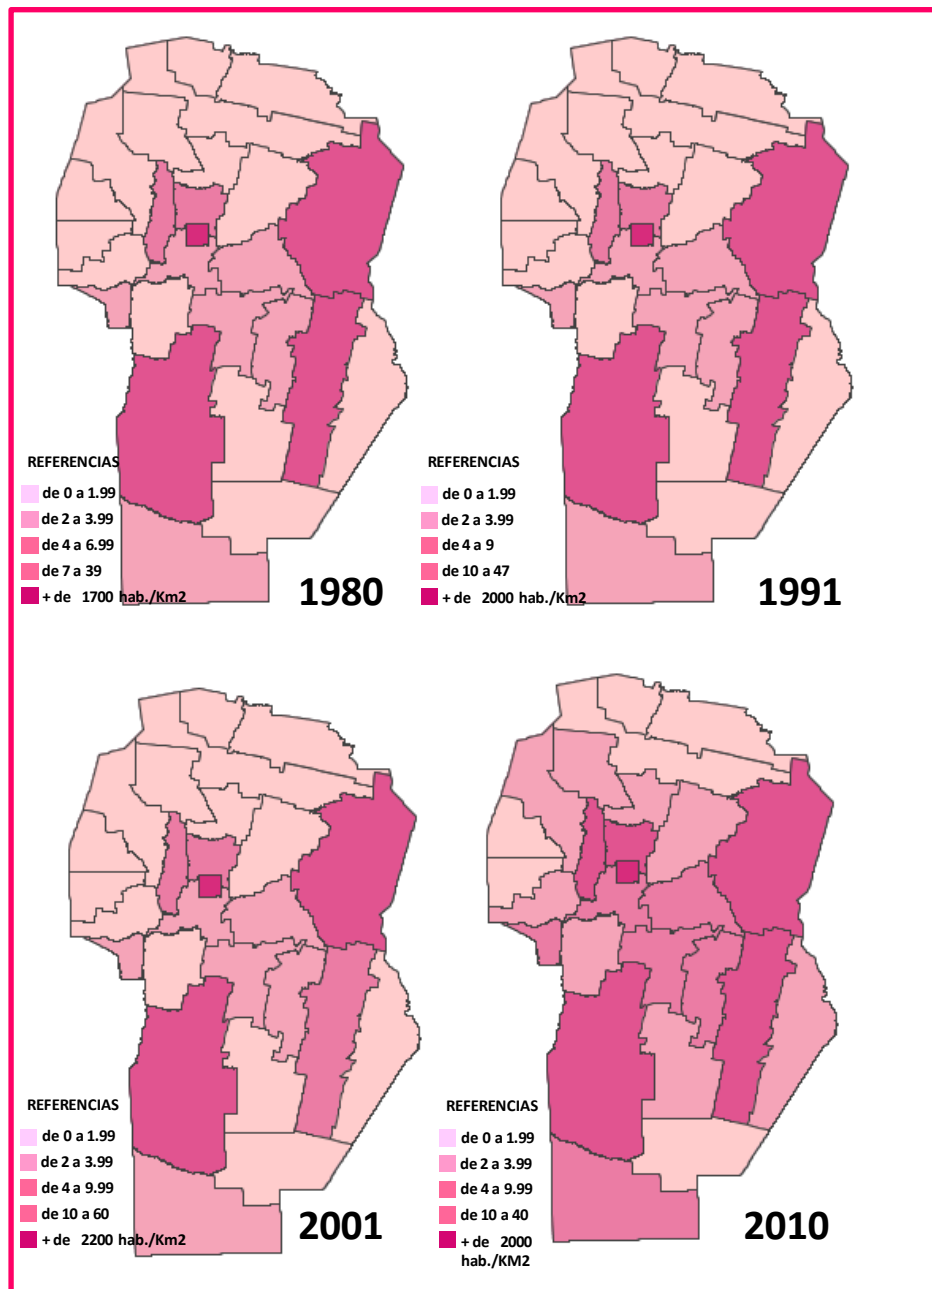 REFERENCIAS
de 0 a 1.99
de 2 a 3.99
de 4 a 6.99
de 7 a 39
+ de 1700 hab./Km2
1980
REFERENCIAS
de 0 a 1.99
de 2 a 3.99
de 4 a 9
de 10 a 47
+ de 2000 hab./Km2
1991
REFERENCIAS
de 0 a 1.99
de 2 a 3.99
de 4 a 9.99
de 10 a 60
+ de 2200 hab./Km2
2001
REFERENCIAS
de 0 a 1.99
de 2 a 3.99
de 4 a 9.99
de 10 a 40
+ de 2000
hab./KM2
2010